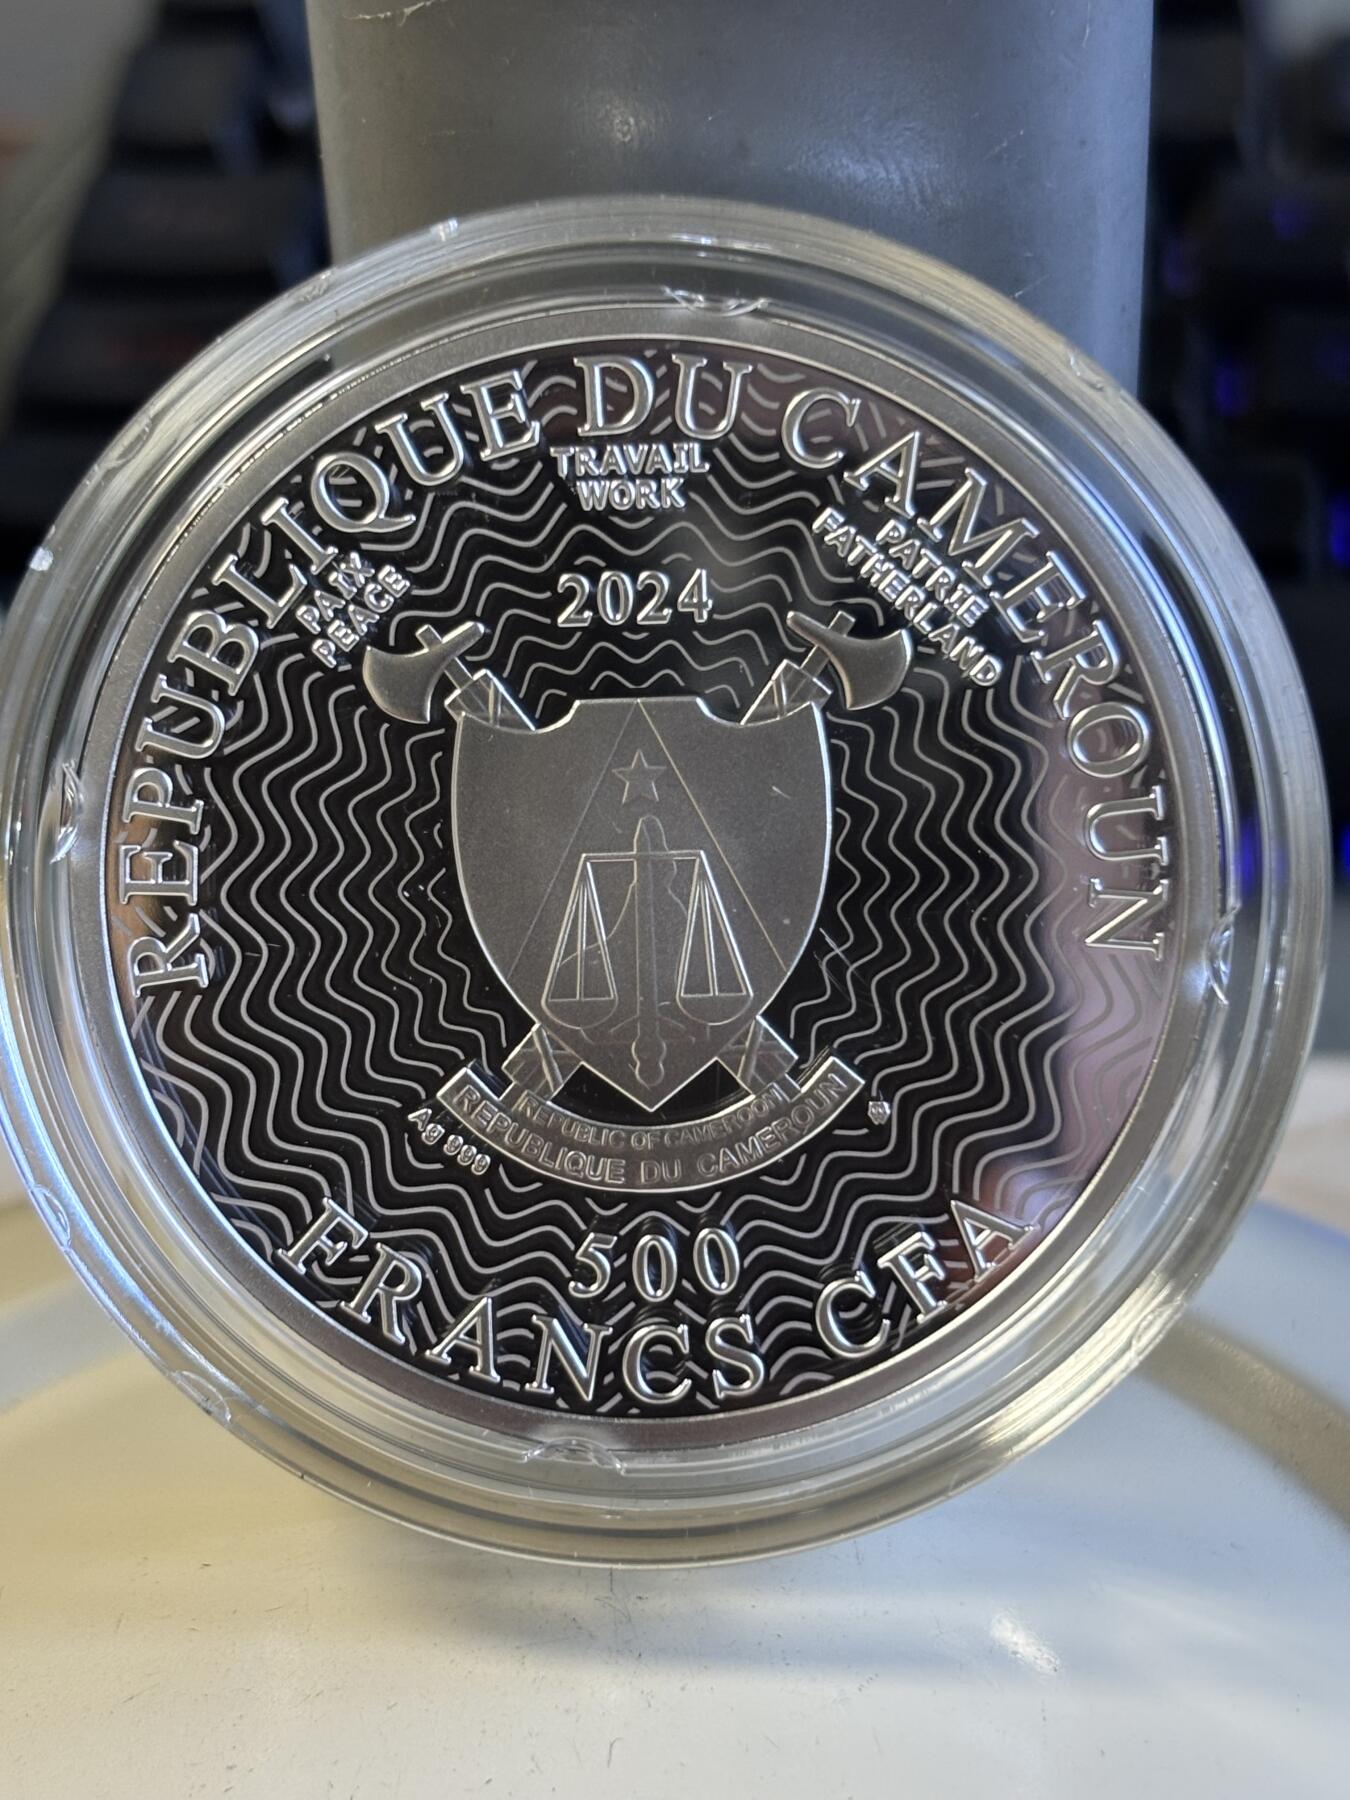 REPUBLIQUE DU CAMEROUN
TRAVAIL
WORK
PAIX
PEACE
PATRIE
FATHERLAND
2024
REPUBLIC OF CAMEROON
REPUBLIQUE DU CAMEROUN
Ag 999
500
FRANCS CFA